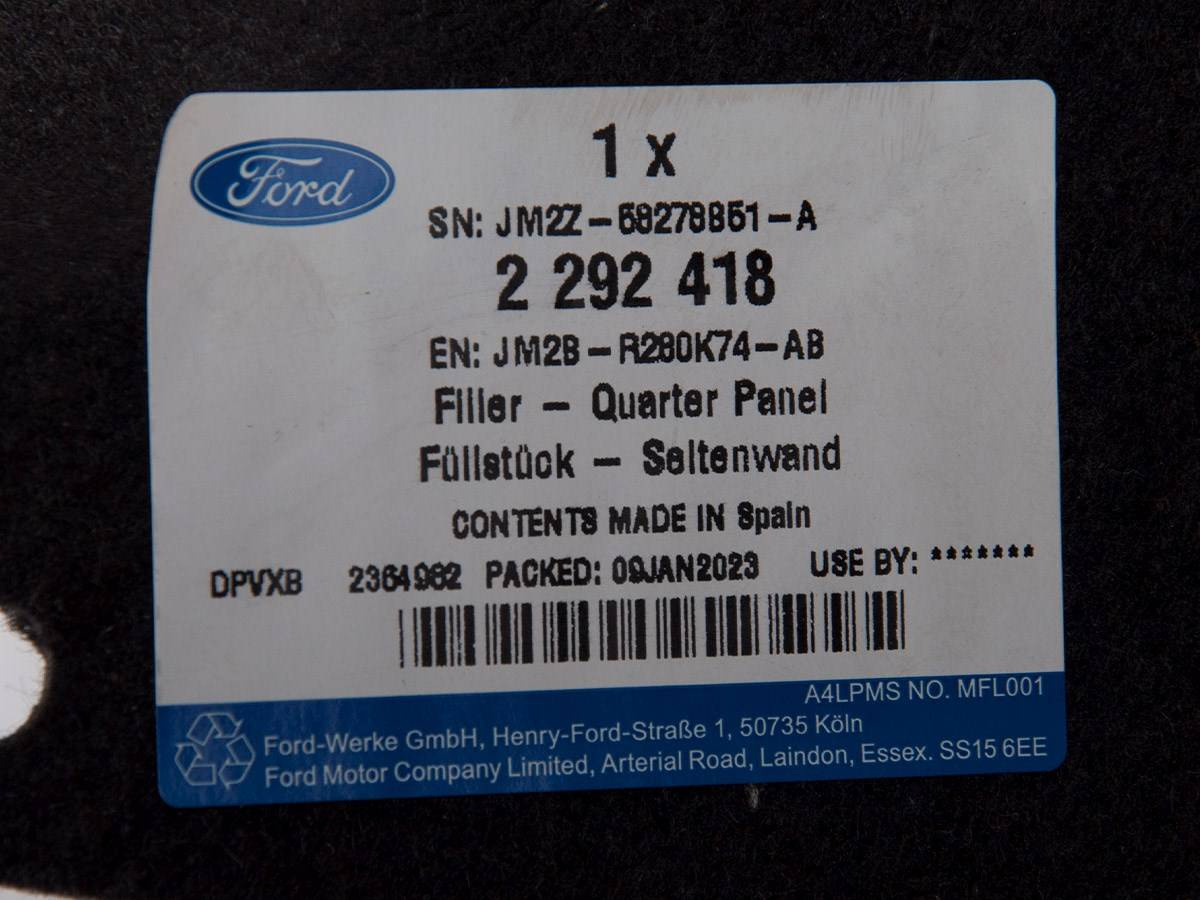 Ford
1 x
SN: JM2Z-58278B51-A
2 292 418
EN: JM2B-R280K74-AB
Filler - Quarter Panel
Füllstück - Seitenwand
CONTENTS MADE IN Spain
DPVXB 2364962 PACKED: 09JAN2023 USE BY: *******
A4LPMS NO. MFL001
Ford-Werke GmbH, Henry-Ford-Straße 1, 50735 Köln
Ford Motor Company Limited, Arterial Road, Laindon, Essex. SS15 6EE